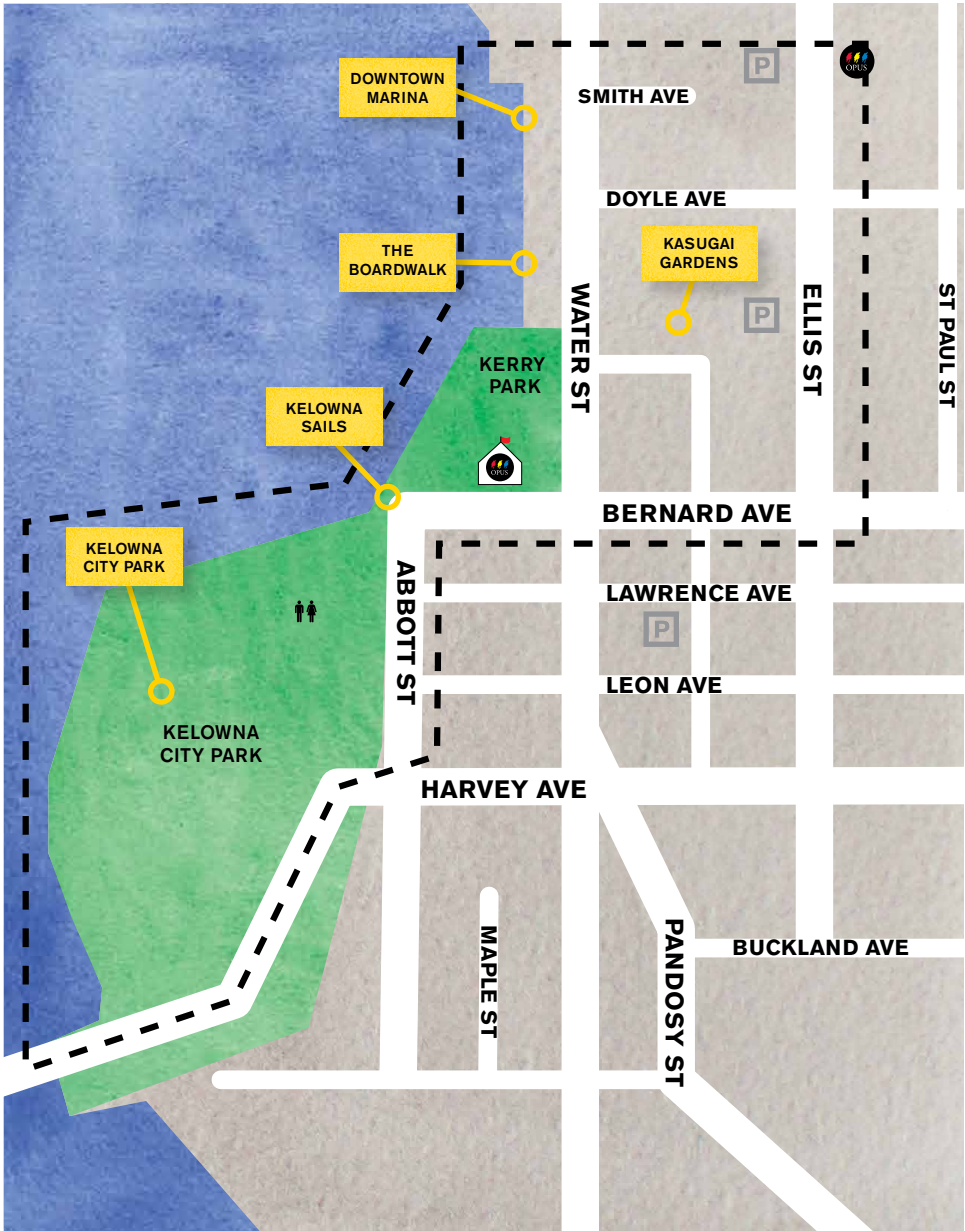 OPUS
P
DOWNTOWN
MARINA
SMITH AVE
DOYLE AVE
THE
BOARDWALK
KASUGAI
GARDENS
WATER ST
P
ELLIS ST
ST PAUL ST
KERRY
PARK
KELOWNA
SAILS
OPUS
BERNARD AVE
KELOWNA
CITY PARK
ABBOTT ST
LAWRENCE AVE
P
LEON AVE
KELOWNA
CITY PARK
HARVEY AVE
MAPLE ST
PANDOSY ST
BUCKLAND AVE